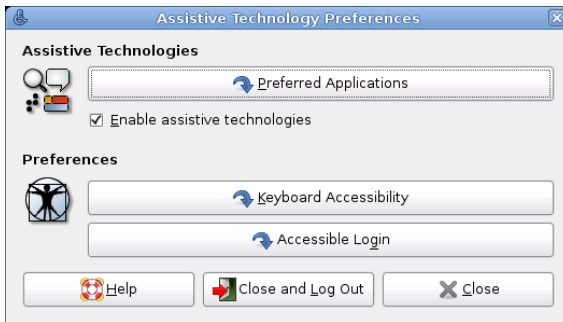 Assistive Technology Preferences
Assistive Technologies
Preferred Applications
Enable assistive technologies
Preferences
Keyboard Accessibility
Accessible Login
Help
Close and Log Out
Close